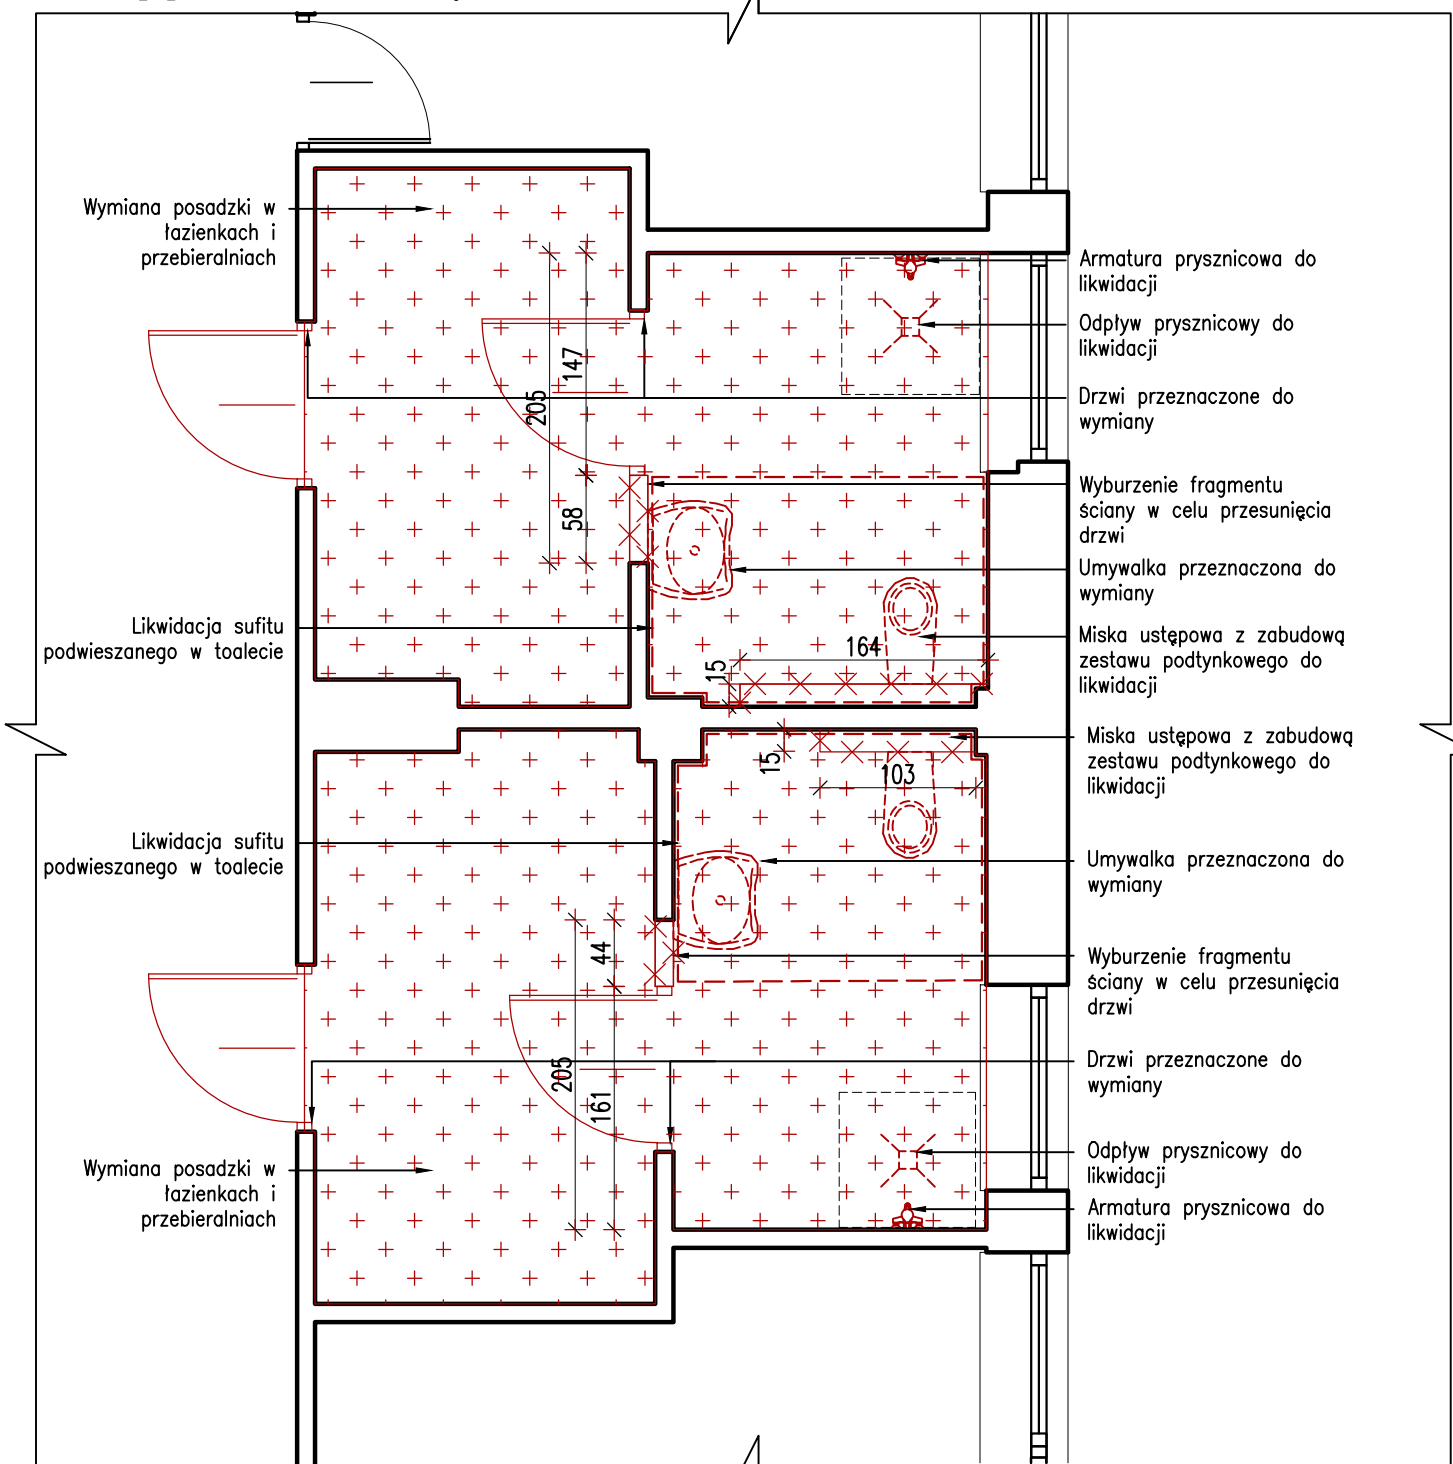 Wymiana posadzki w
łazienkach i
przebieralniach
Armatura prysznicowa do
likwidacji
Odpływ prysznicowy do
likwidacji
147
205
Drzwi przeznaczone do
wymiany
58
Wyburzenie fragmentu
ściany w celu przesunięcia
drzwi
Umywalka przeznaczona do
wymiany
Likwidacja sufitu
podwieszanego w toalecie
164
15
Miska ustępowa z zabudową
zestawu podtynkowego do
likwidacji
15
103
Miska ustępowa z zabudową
zestawu podtynkowego do
likwidacji
Likwidacja sufitu
podwieszanego w toalecie
Umywalka przeznaczona do
wymiany
44
Wyburzenie fragmentu
ściany w celu przesunięcia
drzwi
205
161
Drzwi przeznaczone do
wymiany
Wymiana posadzki w
łazienkach i
przebieralniach
Odpływ prysznicowy do
likwidacji
Armatura prysznicowa do
likwidacji